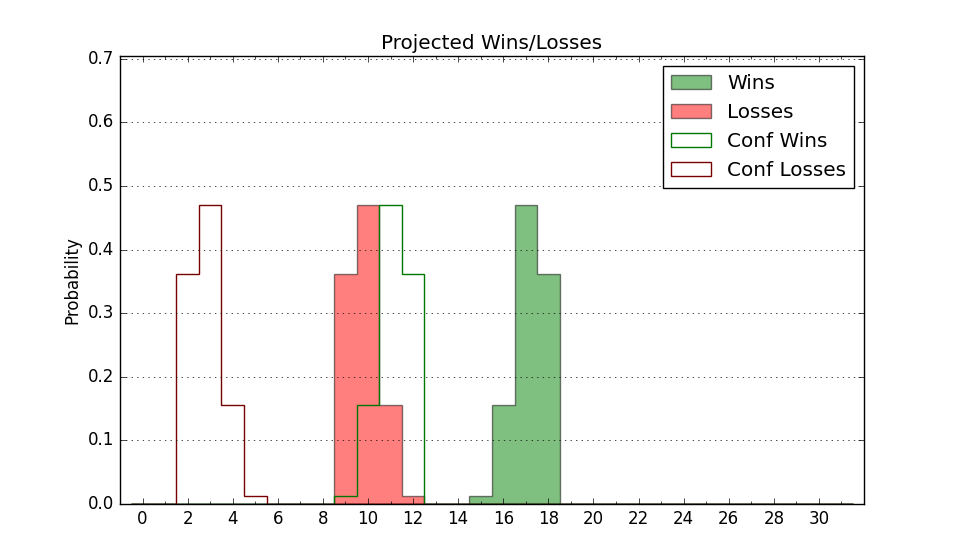 Projected Wins/Losses
0.7
0.6
0.5
0.4
0.3
0.2
0.1
0.0
Probability
Wins
Losses
Conf Wins
Conf Losses
0 2 4 6 8 10 12 14 16 18 20 22 24 26 28 30